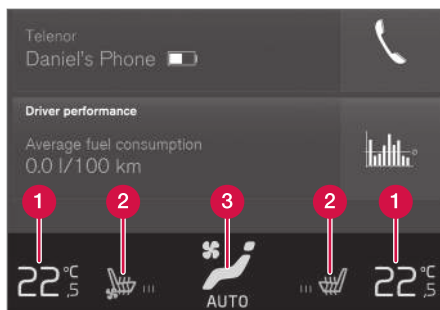 Telenor
Daniel's Phone
Driver performance
Average fuel consumption
0.0 l/100 km
1 2 3 2 1
22°C ,5 AUTO 22°C ,5